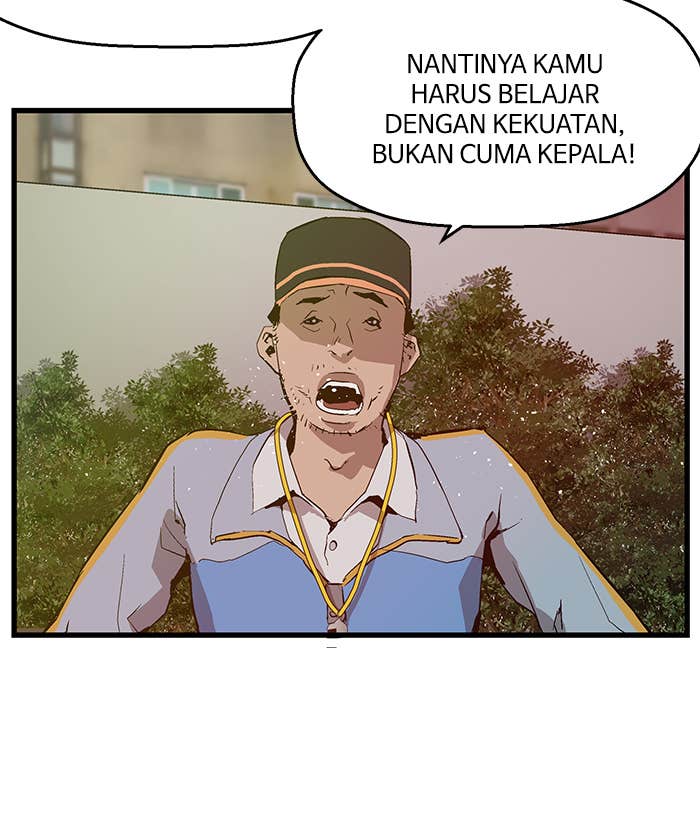 NANTINYA KAMU
HARUS BELAJAR
DENGAN KEKUATAN,
BUKAN CUMA KEPALA!